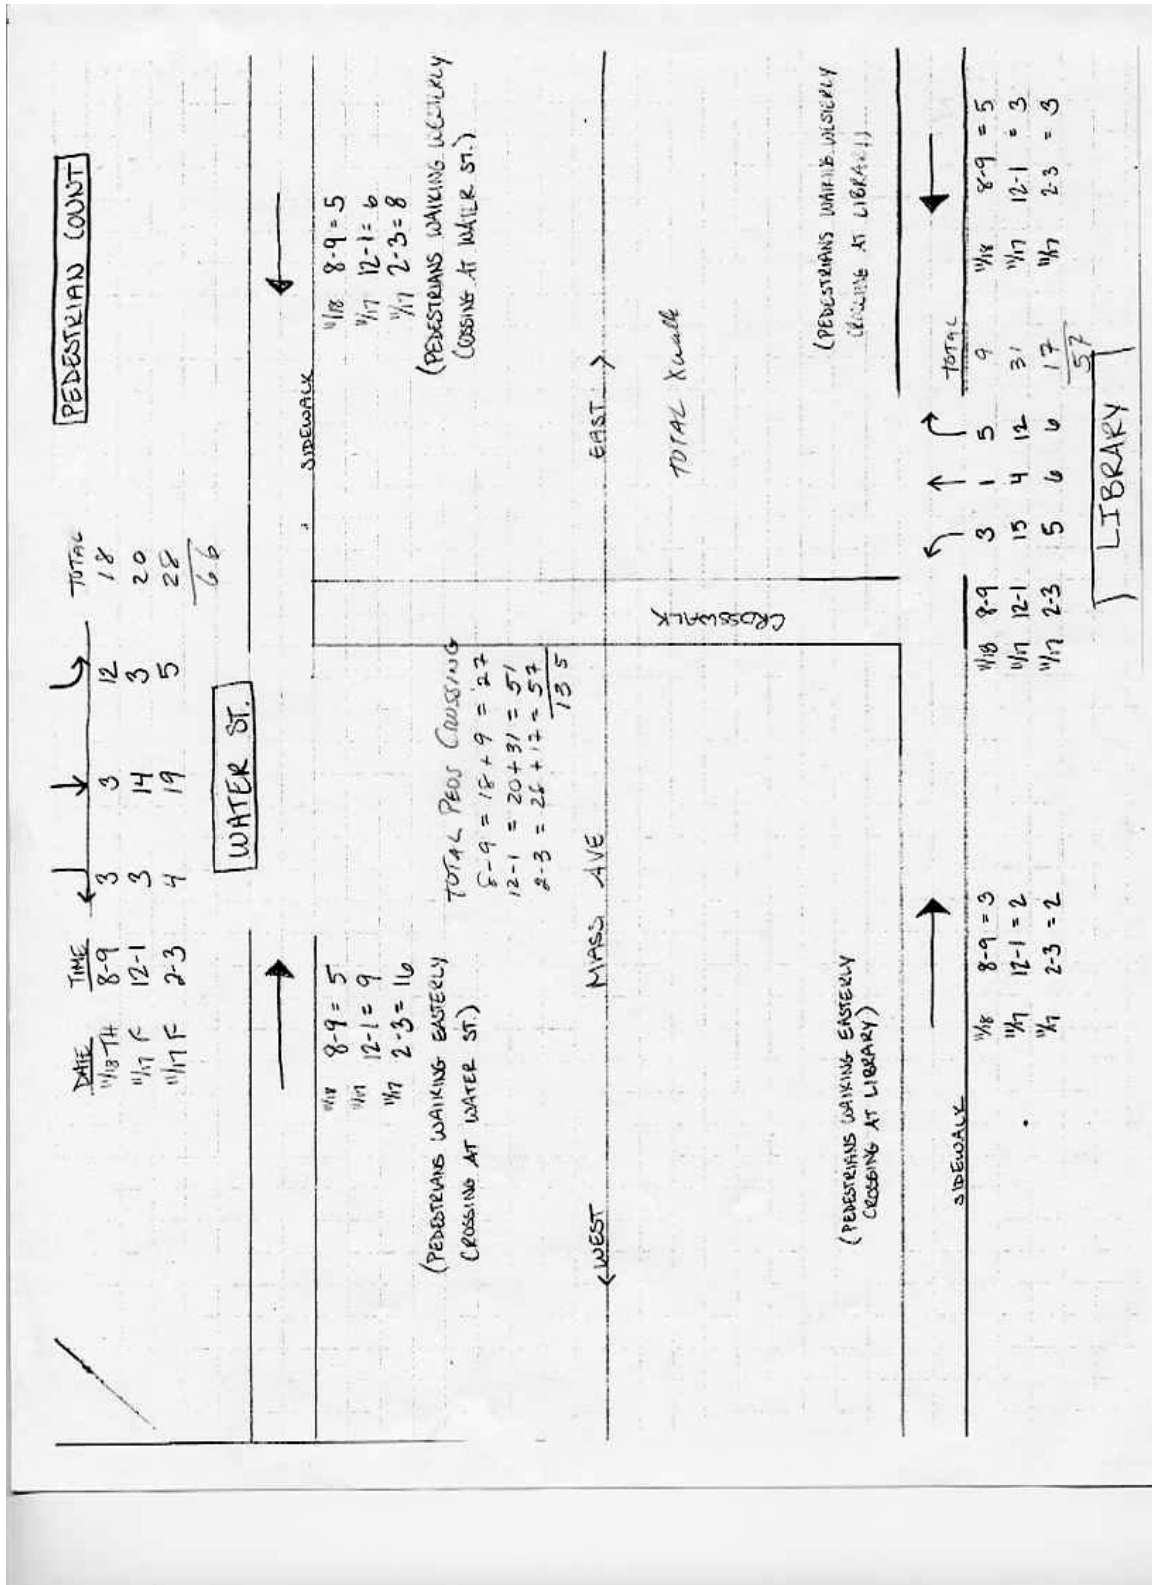 PEDESTRIAN COUNT
DATE TIME TOTAL
11/18 TH 8-9 3 3 12 18
11/17 F 12-1 3 14 3 20
11/17 F 2-3 4 19 5 28
66
WATER ST.
SIDEWALK
11/18 8-9 = 5
11/17 12-1 = 9
11/17 2-3 = 16
(PEDESTRIANS WALKING EASTERLY
CROSSING AT WATER ST.)
11/18 8-9 = 5
11/17 12-1 = 6
11/17 2-3 = 8
(PEDESTRIANS WALKING WESTERLY
COSSING AT WATER ST.)
TOTAL PEDS CROSSING
8-9 = 18 + 9 = 27
12-1 = 20 + 31 = 51
2-3 = 28 + 17 = 57
135
CROSSWALK
WEST MASS AVE EAST
TOTAL Xwalk
(PEDESTRIANS WALKING EASTERLY
CROSSING AT LIBRARY)
(PEDESTRIANS WALKING WESTERLY
CROSSING AT LIBRARY)
SIDEWALK
TOTAL
11/18 8-9 = 3
11/17 12-1 = 2
11/17 2-3 = 2
11/18 8-9 3 1 5 9
11/17 12-1 15 4 12 31
11/17 2-3 5 6 6 17
57
11/18 8-9 = 5
11/17 12-1 = 3
11/17 2-3 = 3
LIBRARY